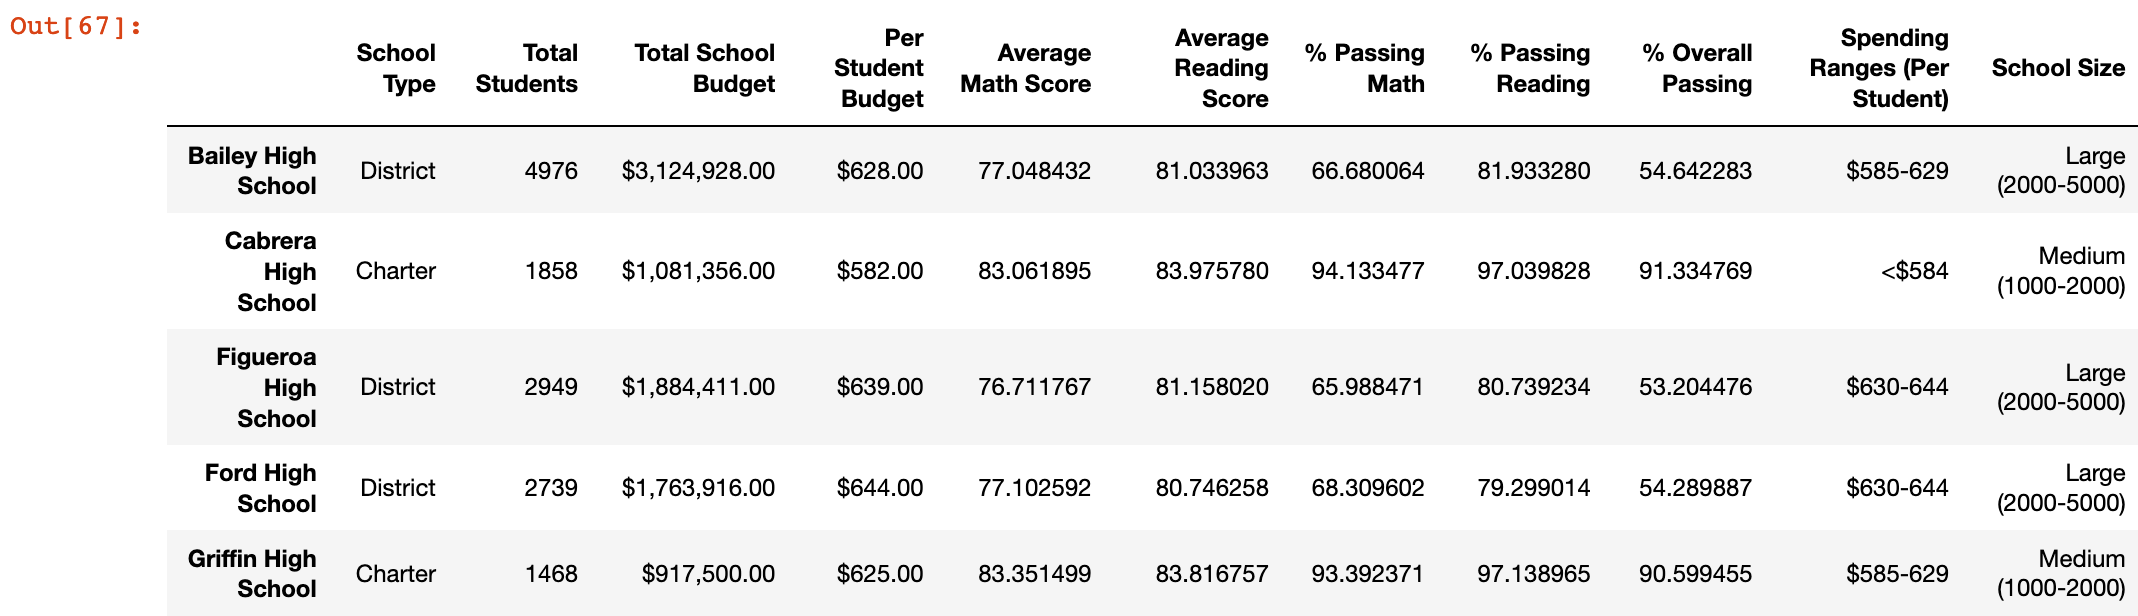 Out[67]:
School Type Total Students Total School Budget Per Student Budget Average Math Score Average Reading Score % Passing Math % Passing Reading % Overall Passing Spending Ranges (Per Student) School Size
Bailey High School District 4976 $3,124,928.00 $628.00 77.048432 81.033963 66.680064 81.933280 54.642283 $585-629 Large (2000-5000)
Cabrera High School Charter 1858 $1,081,356.00 $582.00 83.061895 83.975780 94.133477 97.039828 91.334769 <$584 Medium (1000-2000)
Figueroa High School District 2949 $1,884,411.00 $639.00 76.711767 81.158020 65.988471 80.739234 53.204476 $630-644 Large (2000-5000)
Ford High School District 2739 $1,763,916.00 $644.00 77.102592 80.746258 68.309602 79.299014 54.289887 $630-644 Large (2000-5000)
Griffin High School Charter 1468 $917,500.00 $625.00 83.351499 83.816757 93.392371 97.138965 90.599455 $585-629 Medium (1000-2000)